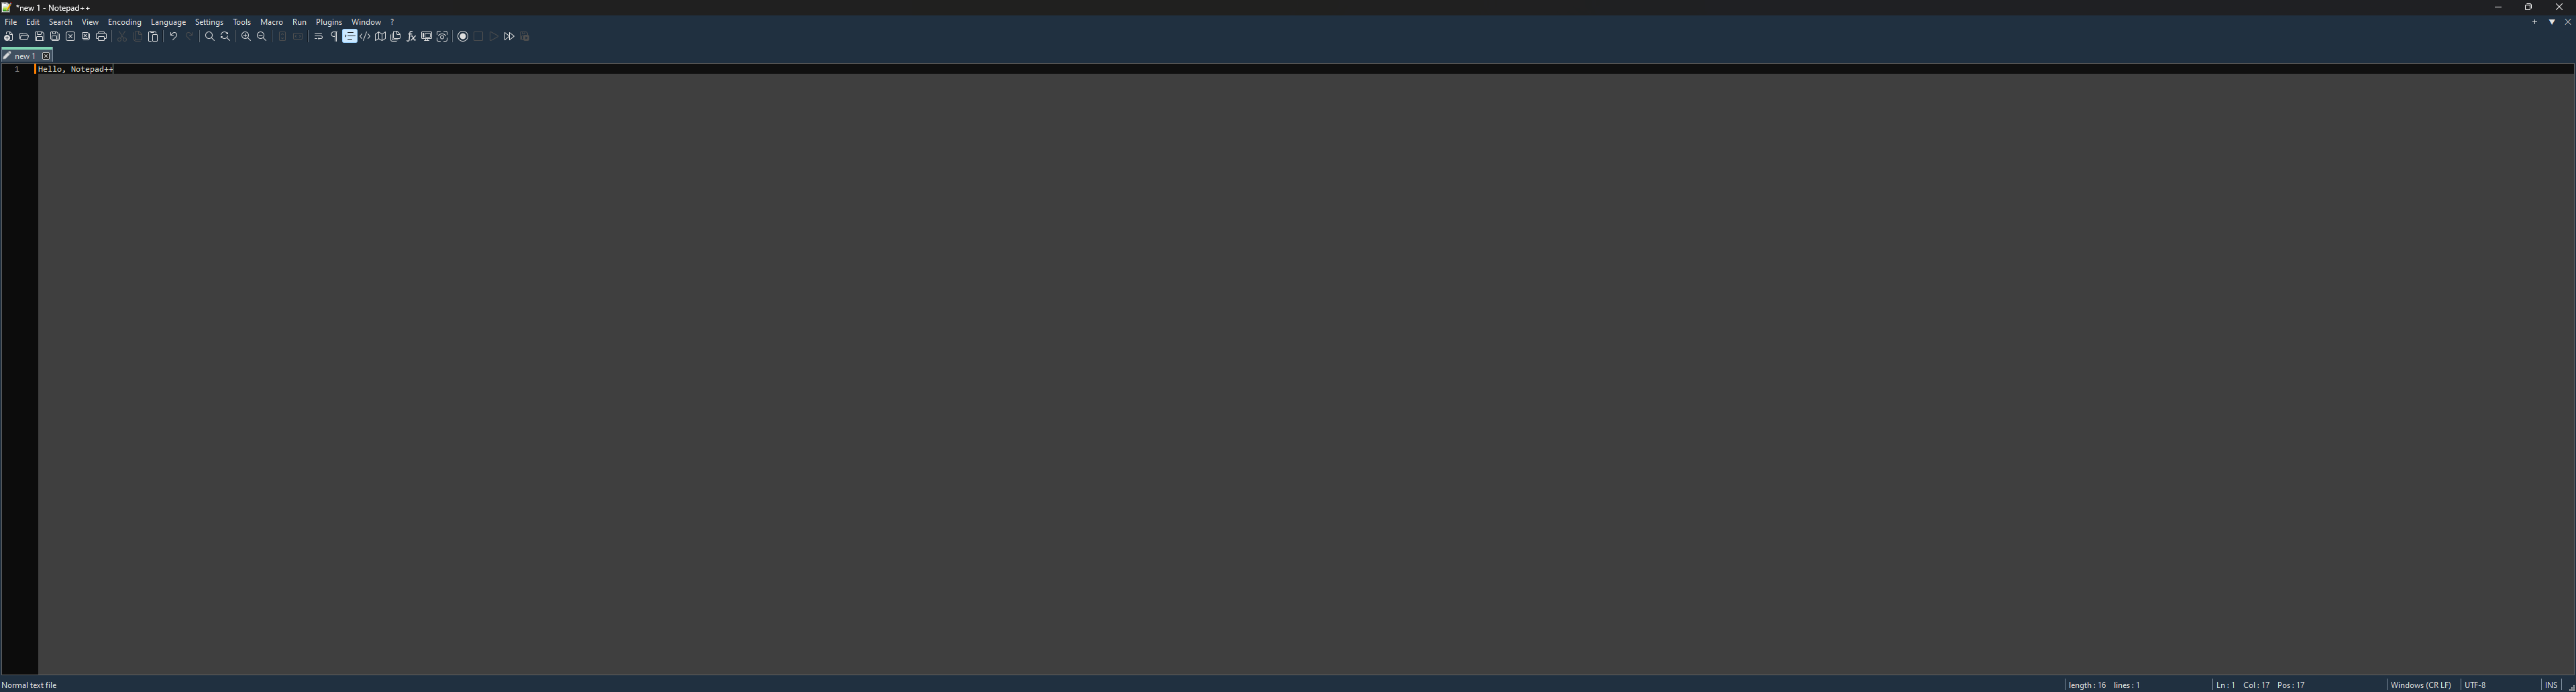 *new 1 - Notepad++
File Edit Search View Encoding Language Settings Tools Macro Run Plugins Window ?
new 1
1 Hello, Notepad++
Normal text file length : 16 lines : 1 Ln : 1 Col : 17 Pos : 17 Windows (CR LF) UTF-8 INS